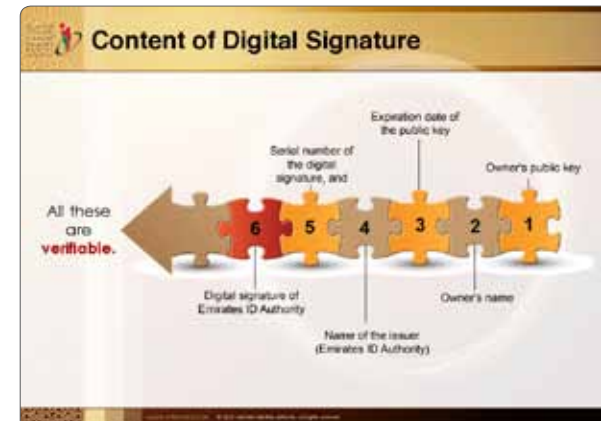 Content of Digital Signature
Expiration date of
the public key
Serial number of
the digital
signature, and
Owner's public key
All these
are
verifiable.
6
5
4
3
2
1
Digital signature of
Emirates ID Authority
Owner's name
Name of the issuer
(Emirates ID Authority)